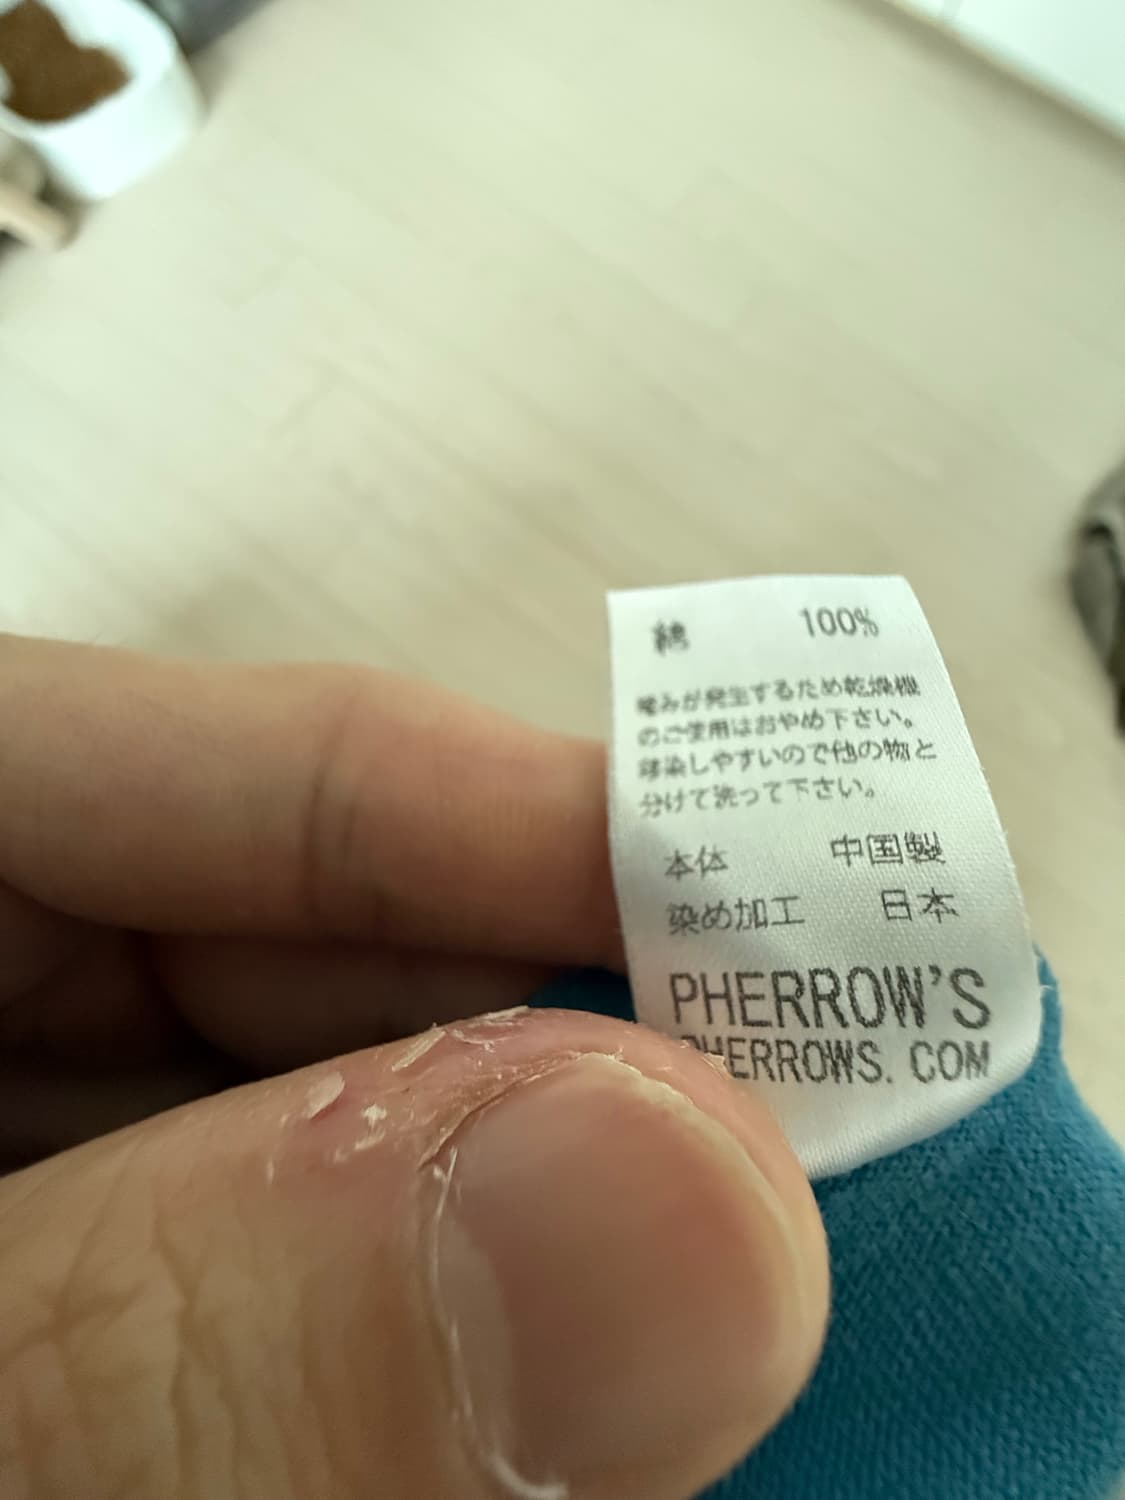 綿 100%
縮みが発生するため乾燥機
のご使用はおやめ下さい。
移染しやすいので他の物と
分けて洗って下さい。
本体 中国製
染め加工 日本
PHERROW'S
PHERROWS. COM